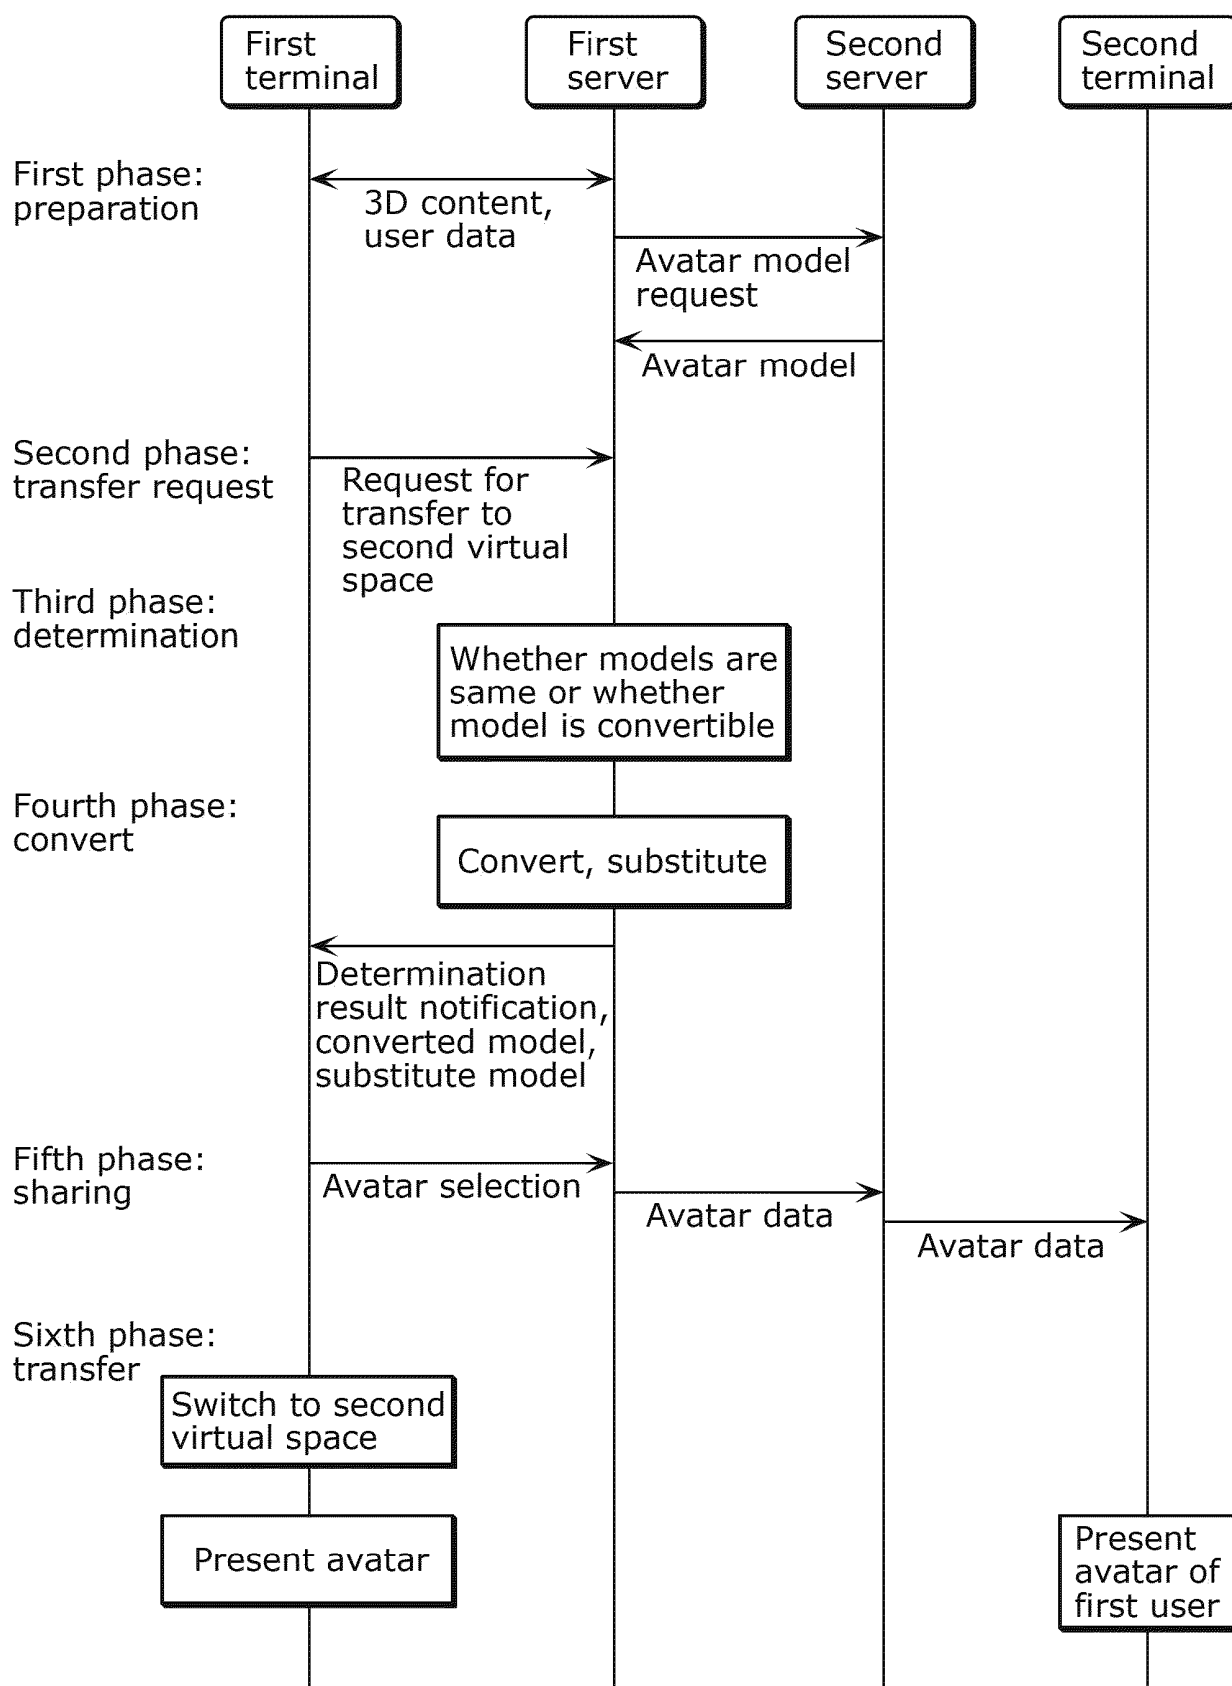 First
terminal
First
server
Second
server
Second
terminal
First phase:
preparation
3D content,
user data
Avatar model
request
Avatar model
Second phase:
transfer request
Request for
transfer to
second virtual
space
Third phase:
determination
Whether models are
same or whether
model is convertible
Fourth phase:
convert
Convert, substitute
Determination
result notification,
converted model,
substitute model
Fifth phase:
sharing
Avatar selection
Avatar data
Avatar data
Sixth phase:
transfer
Switch to second
virtual space
Present avatar
Present
avatar of
first user